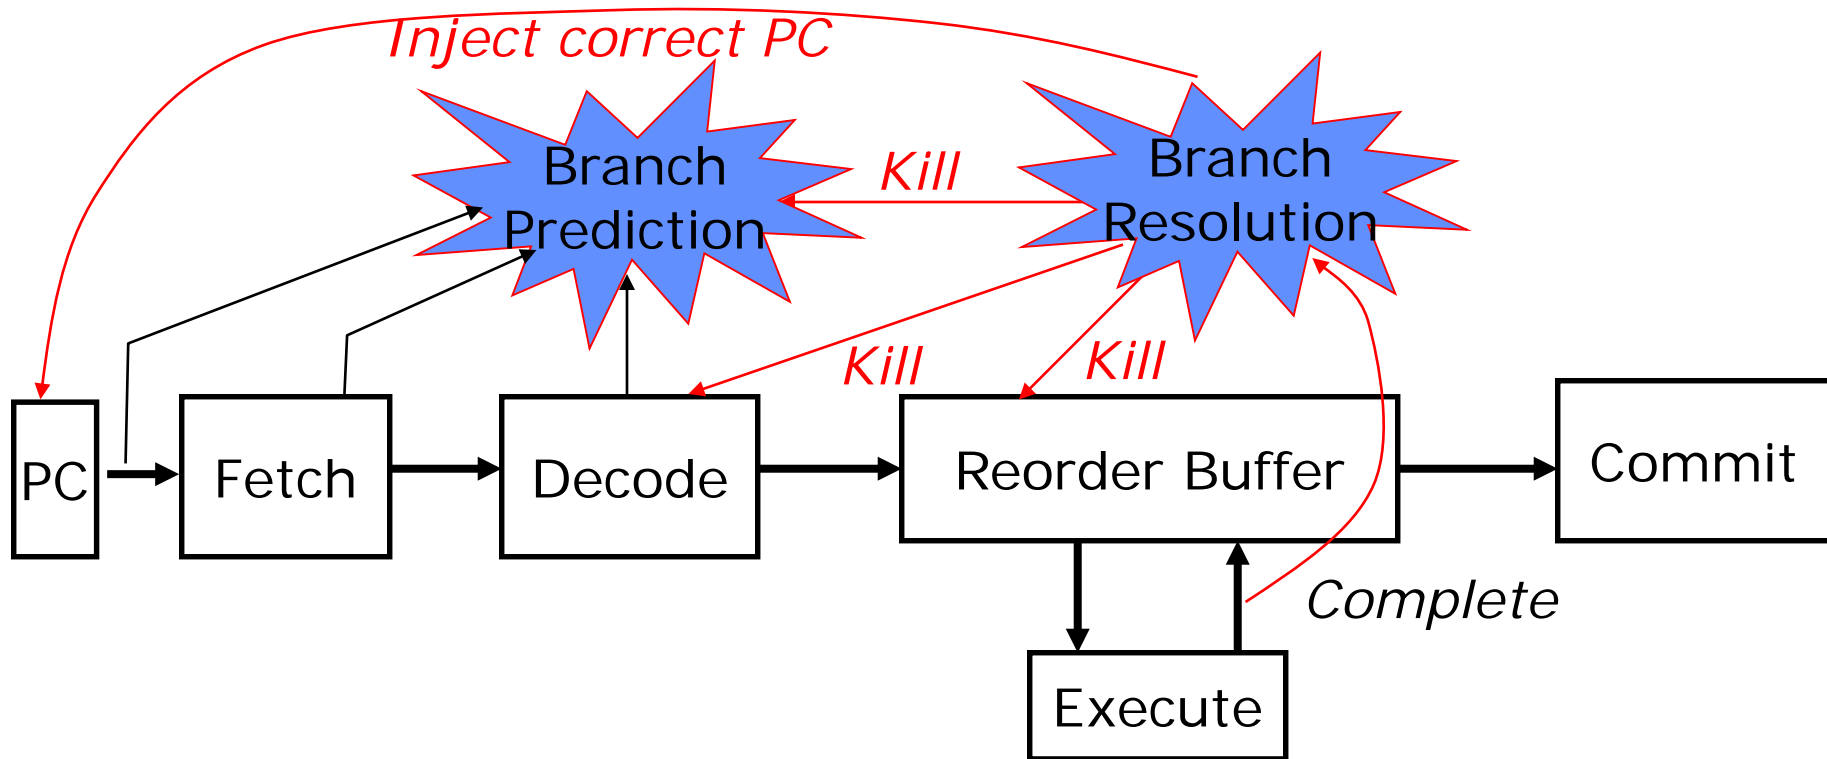 Inject correct PC
Branch
Prediction
Kill
Branch
Resolution
Kill
Kill
PC
Fetch
Decode
Reorder Buffer
Commit
Complete
Execute